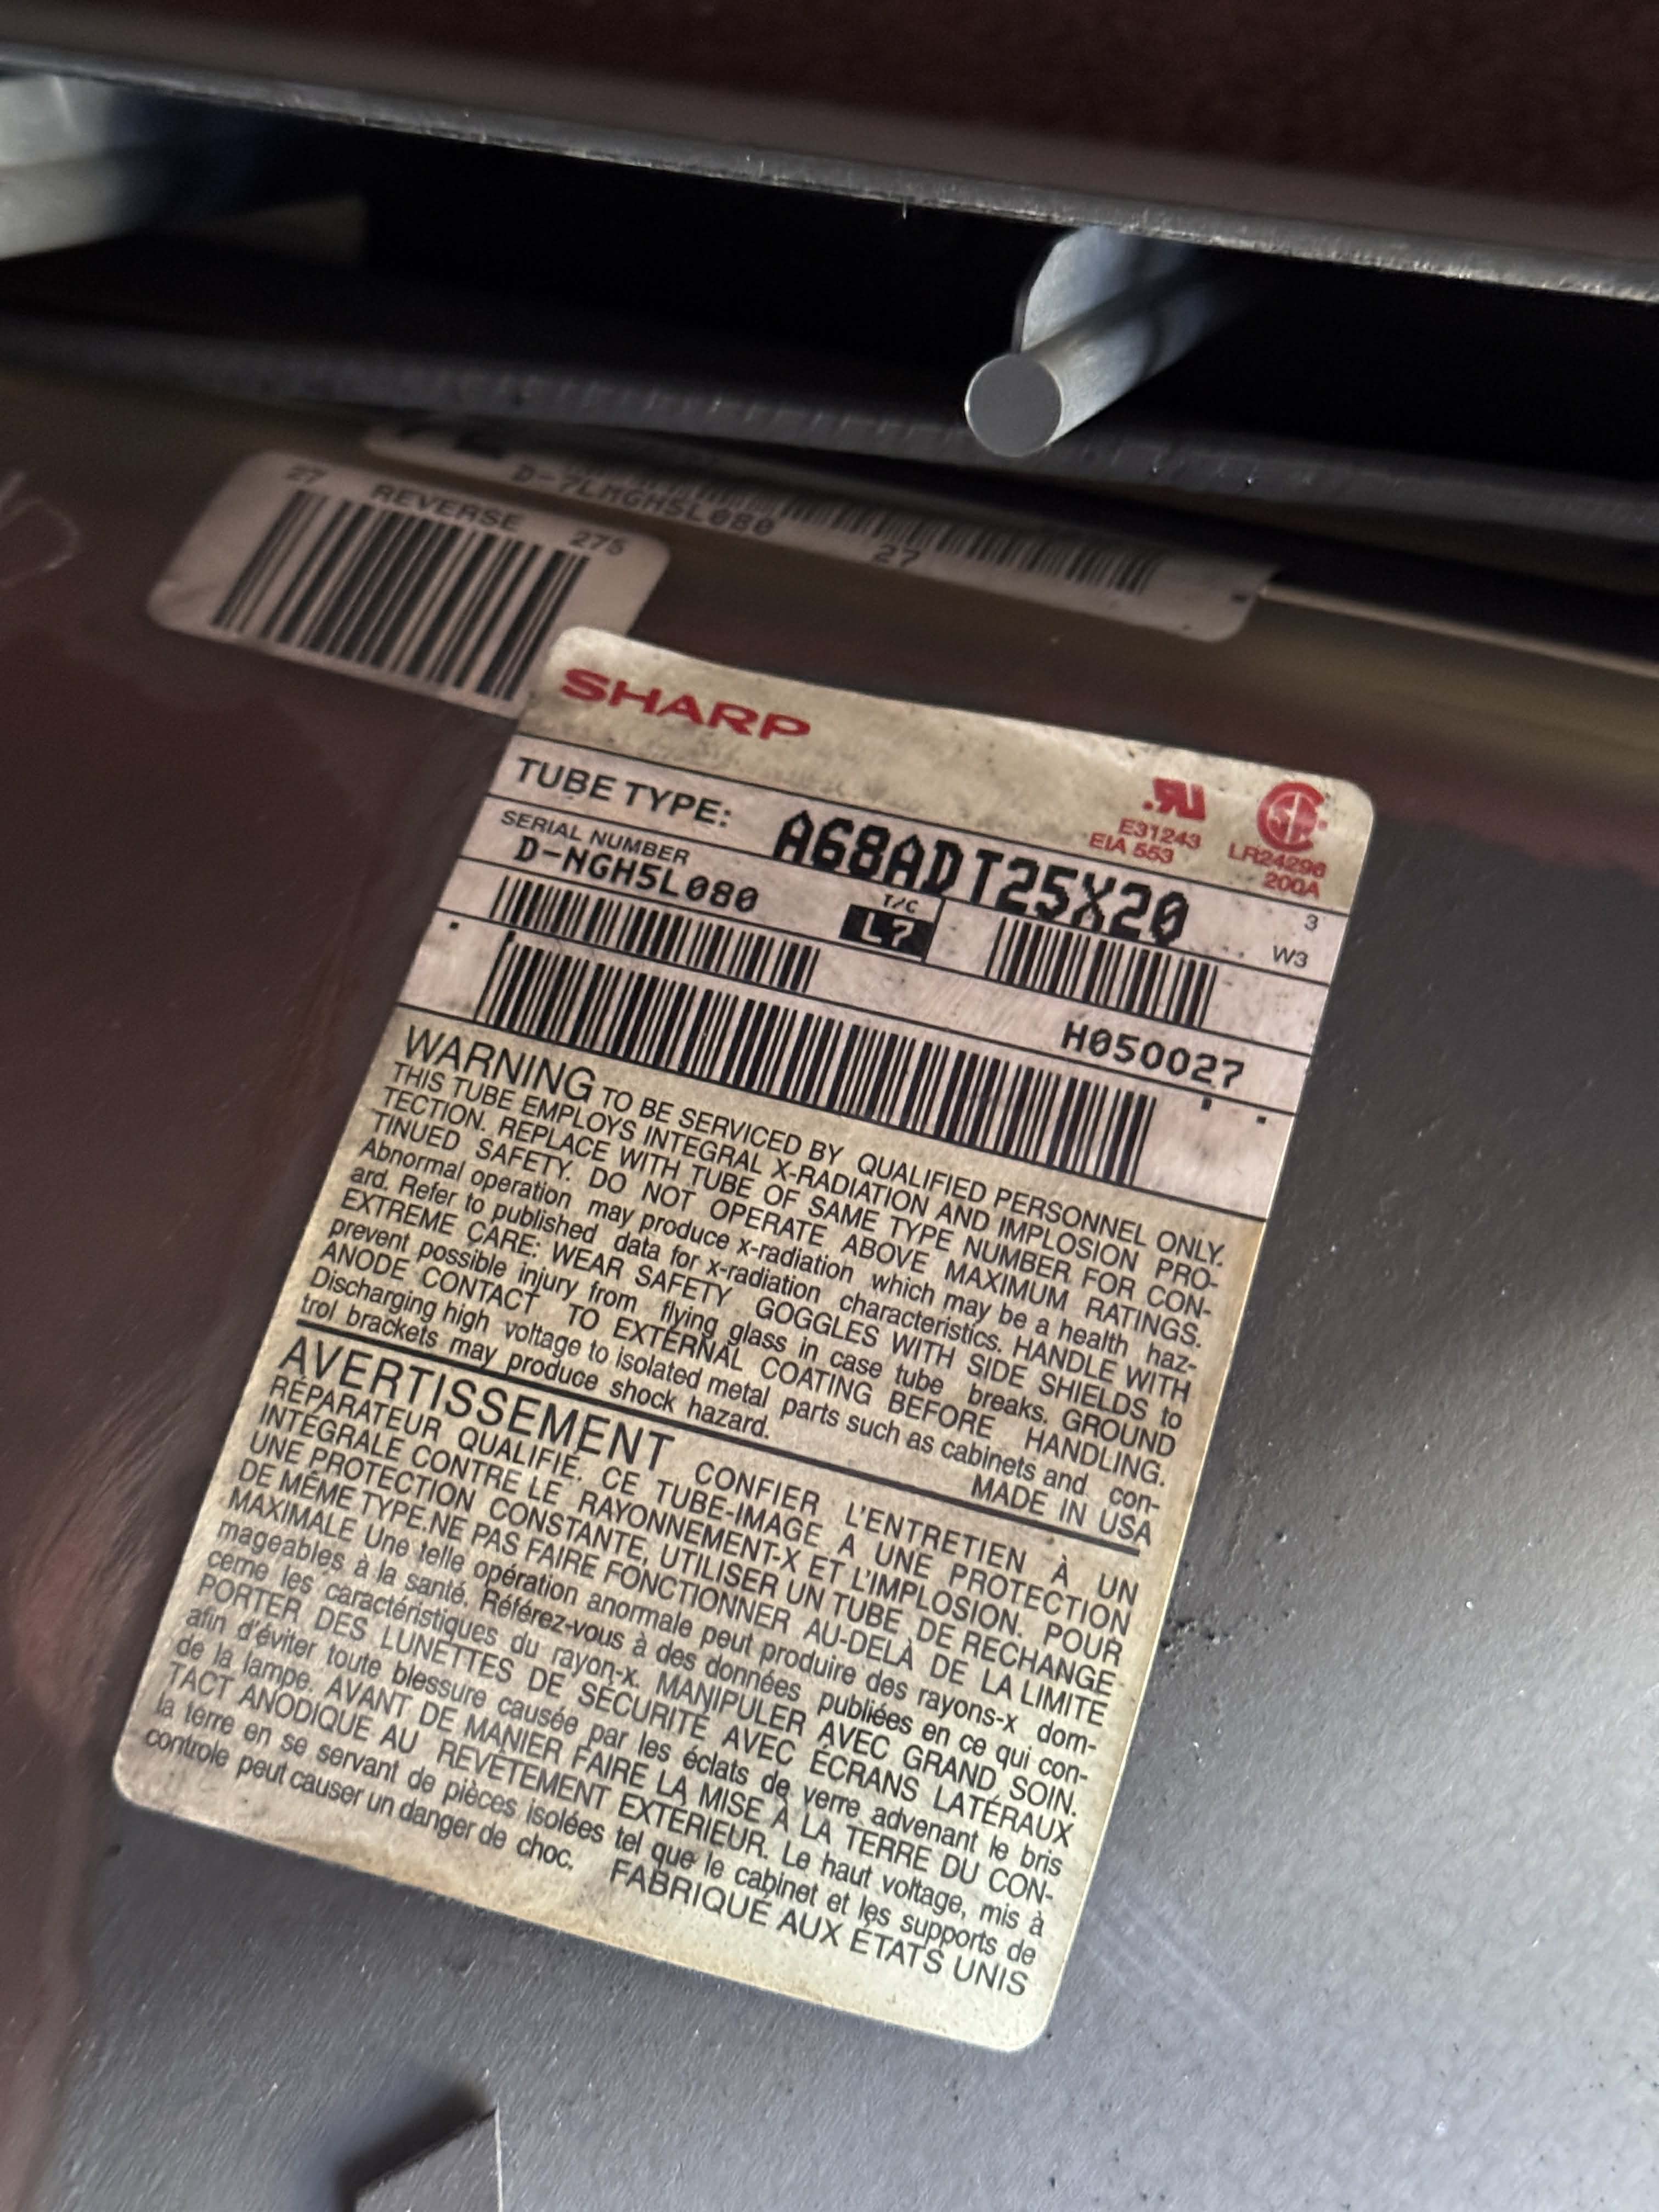 27 REVERSE 275
D-7LMGH5L080
27
SHARP
E31243
EIA 553
LR24296
200A
TUBE TYPE: A68ADT25X20
3
SERIAL NUMBER
D-NGH5L080
T/C
L7
W3
H050027
WARNING TO BE SERVICED BY QUALIFIED PERSONNEL ONLY.
THIS TUBE EMPLOYS INTEGRAL X-RADIATION AND IMPLOSION PRO-
TECTION. REPLACE WITH TUBE OF SAME TYPE NUMBER FOR CON-
TINUED SAFETY. DO NOT OPERATE ABOVE MAXIMUM RATINGS.
Abnormal operation may produce x-radiation which may be a health haz-
ard. Refer to published data for x-radiation characteristics. HANDLE WITH
EXTREME CARE: WEAR SAFETY GOGGLES WITH SIDE SHIELDS to
prevent possible injury from flying glass in case tube breaks. GROUND
ANODE CONTACT TO EXTERNAL COATING BEFORE HANDLING.
Discharging high voltage to isolated metal parts such as cabinets and con-
trol brackets may produce shock hazard. MADE IN USA
AVERTISSEMENT CONFIER L'ENTRETIEN À UN
RÉPARATEUR QUALIFIÉ. CE TUBE-IMAGE A UNE PROTECTION
INTÉGRALE CONTRE LE RAYONNEMENT-X ET L'IMPLOSION. POUR
UNE PROTECTION CONSTANTE, UTILISER UN TUBE DE RECHANGE
DE MÊME TYPE.NE PAS FAIRE FONCTIONNER AU-DELÀ DE LA LIMITE
MAXIMALE Une telle opération anormale peut produire des rayons-x dom-
mageables à la santé. Référez-vous à des données publiées en ce qui con-
cerne les caractéristiques du rayon-x. MANIPULER AVEC GRAND SOIN.
PORTER DES LUNETTES DE SÉCURITÉ AVEC ÉCRANS LATÉRAUX
afin d'éviter toute blessure causée par les éclats de verre advenant le bris
de la lampe. AVANT DE MANIER FAIRE LA MISE À LA TERRE DU CON-
TACT ANODIQUE AU REVÊTEMENT EXTÉRIEUR. Le haut voltage, mis à
la terre en se servant de pièces isolées tel que le cabinet et les supports de
controle peut causer un danger de choc. FABRIQUÉ AUX ÉTATS UNIS